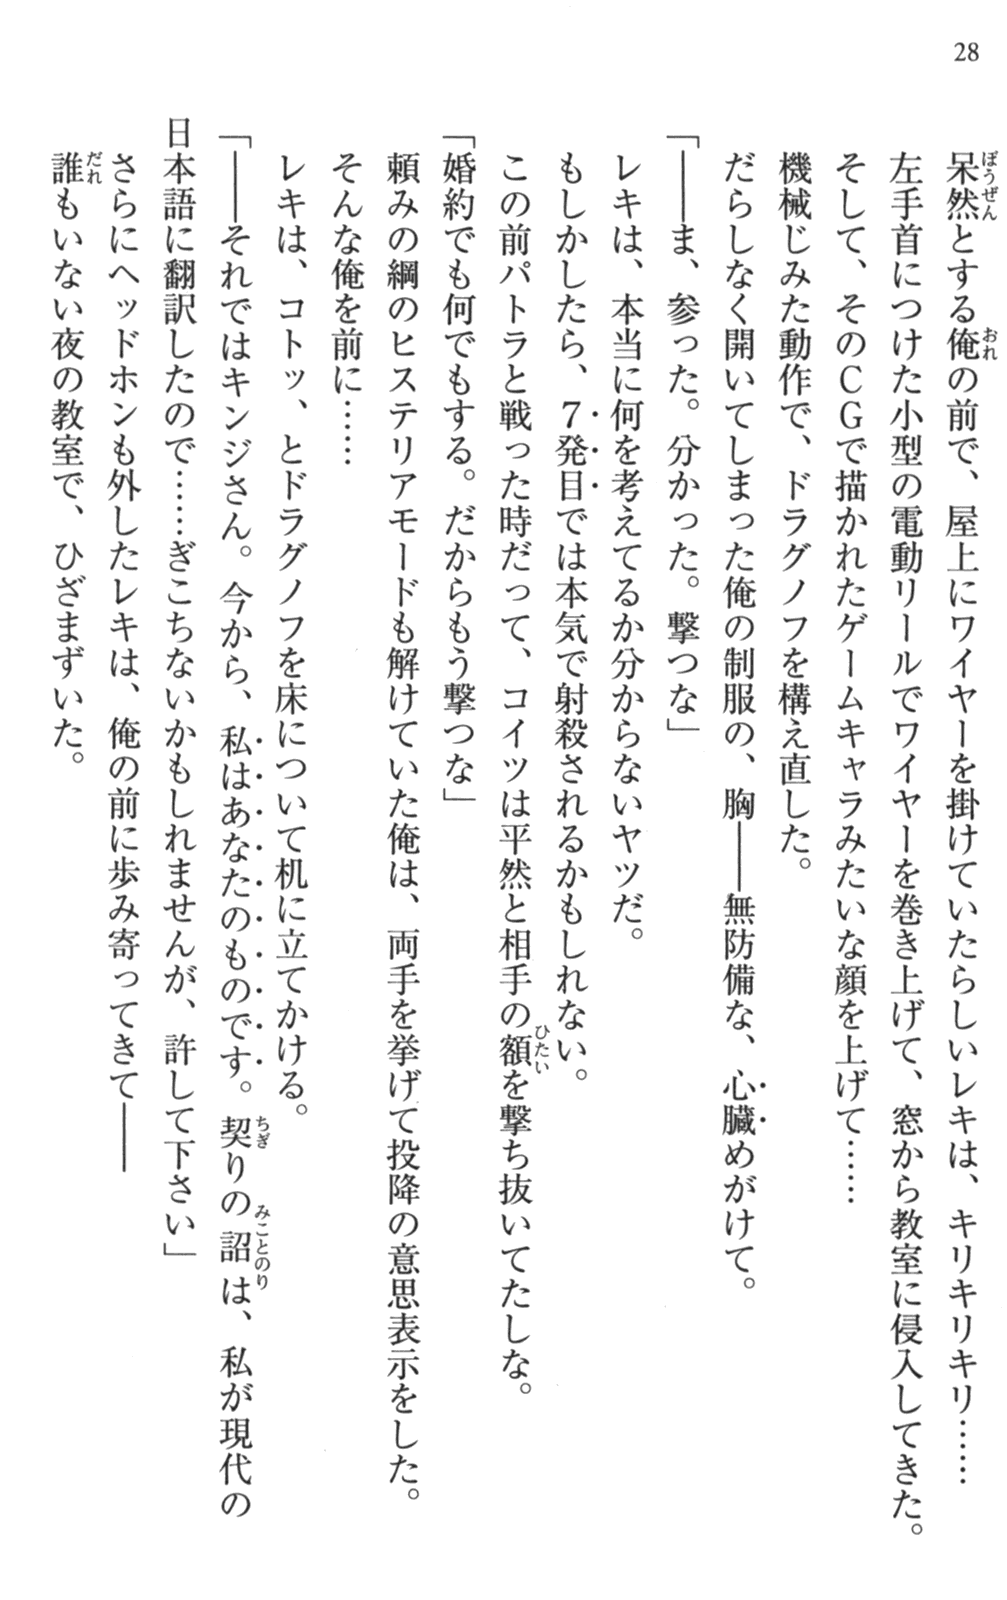 28
呆然とする俺の前で、屋上にワイヤーを掛けていたらしいレキは、キリキリキリ……
左手首につけた小型の電動リールでワイヤーを巻き上げて、窓から教室に侵入してきた。
そして、そのCGで描かれたゲームキャラみたいな顔を上げて……
機械じみた動作で、ドラグノフを構え直した。
だらしなく開いてしまった俺の制服の、胸――無防備な、心臓めがけて。
「――ま、参った。分かった。撃つな」
レキは、本当に何を考えてるか分からないヤツだ。
もしかしたら、7発目では本気で射殺されるかもしれない。
この前パトラと戦った時だって、コイツは平然と相手の額を撃ち抜いてたしな。
「婚約でも何でもする。だからもう撃つな」
頼みの綱のヒステリアモードも解けていた俺は、両手を挙げて投降の意思表示をした。
そんな俺を前に……
レキは、コトッ、とドラグノフを床について机に立てかける。
「――それではキンジさん。今から、私はあなたのものです。契りの詔は、私が現代の
日本語に翻訳したので……ぎこちないかもしれませんが、許して下さい」
さらにヘッドホンも外したレキは、俺の前に歩み寄ってきて――
誰もいない夜の教室で、ひざまずいた。